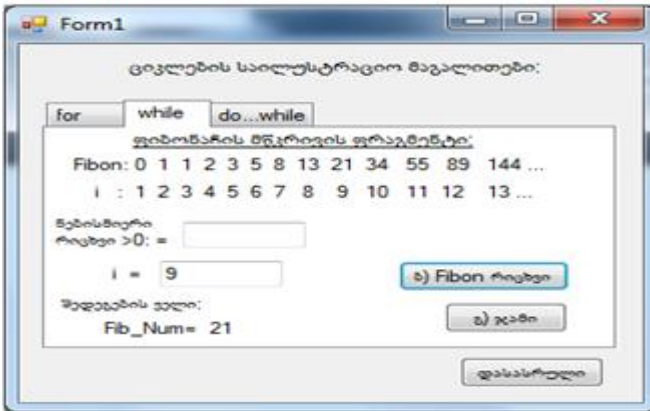 Form1
ციკლების საილუსტრაციო მაგალითები:
for while do...while
ფიბონაჩის მწკრივის ფრაგმენტი:
Fibon: 0 1 1 2 3 5 8 13 21 34 55 89 144 ...
i : 1 2 3 4 5 6 7 8 9 10 11 12 13 ...
ნებისმიერი
რიცხვი >0: =
i = 9
ბ) Fibon რიცხვი
შედეგების ველი:
გ) ჯამი
Fib_Num= 21
დასასრული